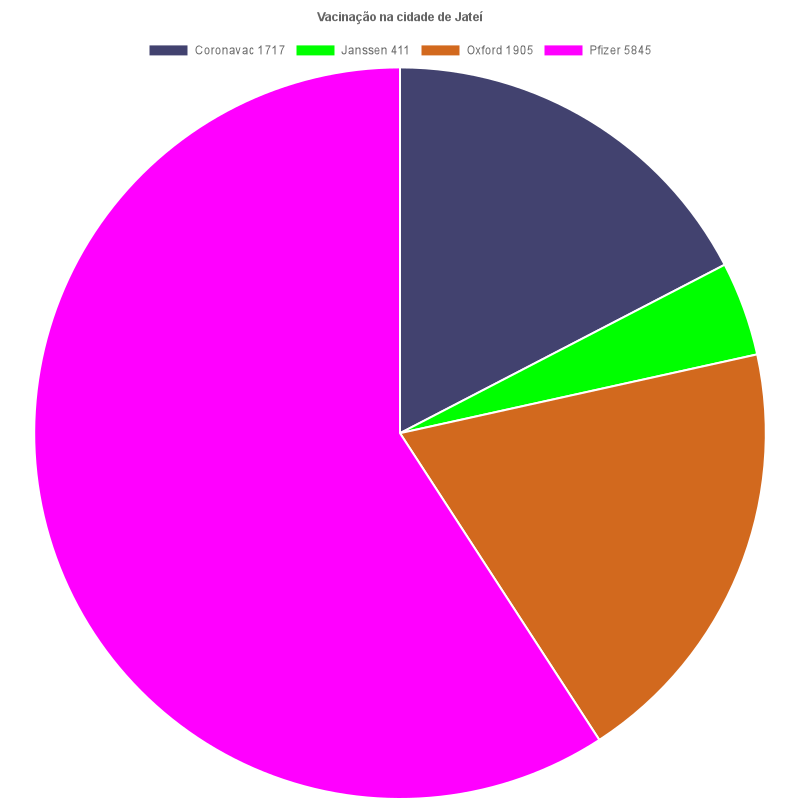 Vacinação na cidade de Jateí
Coronavac 1717 Janssen 411 Oxford 1905 Pfizer 5845